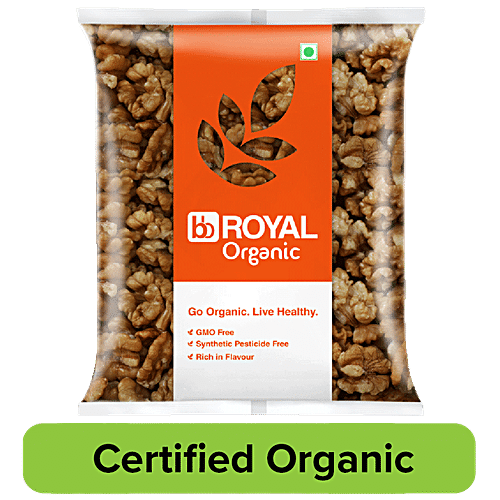 bb ROYAL
Organic
Go Organic. Live Healthy.
GMO Free
Synthetic Pesticide Free
Rich in Flavour
Certified Organic